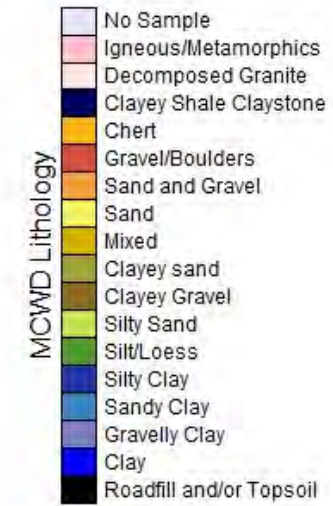 MCWD Lithology
No Sample
Igneous/Metamorphics
Decomposed Granite
Clayey Shale Claystone
Chert
Gravel/Boulders
Sand and Gravel
Sand
Mixed
Clayey sand
Clayey Gravel
Silty Sand
Silt/Loess
Silty Clay
Sandy Clay
Gravelly Clay
Clay
Roadfill and/or Topsoil